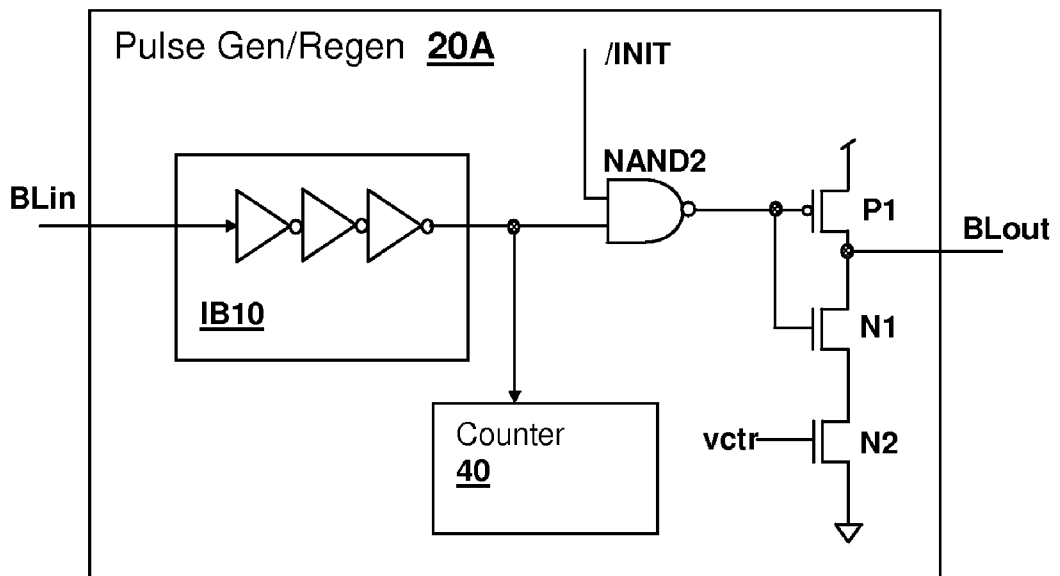 Pulse Gen/Regen 20A
/INIT
NAND2
BLin
P1
BLout
IB10
N1
Counter
40
vctr
N2